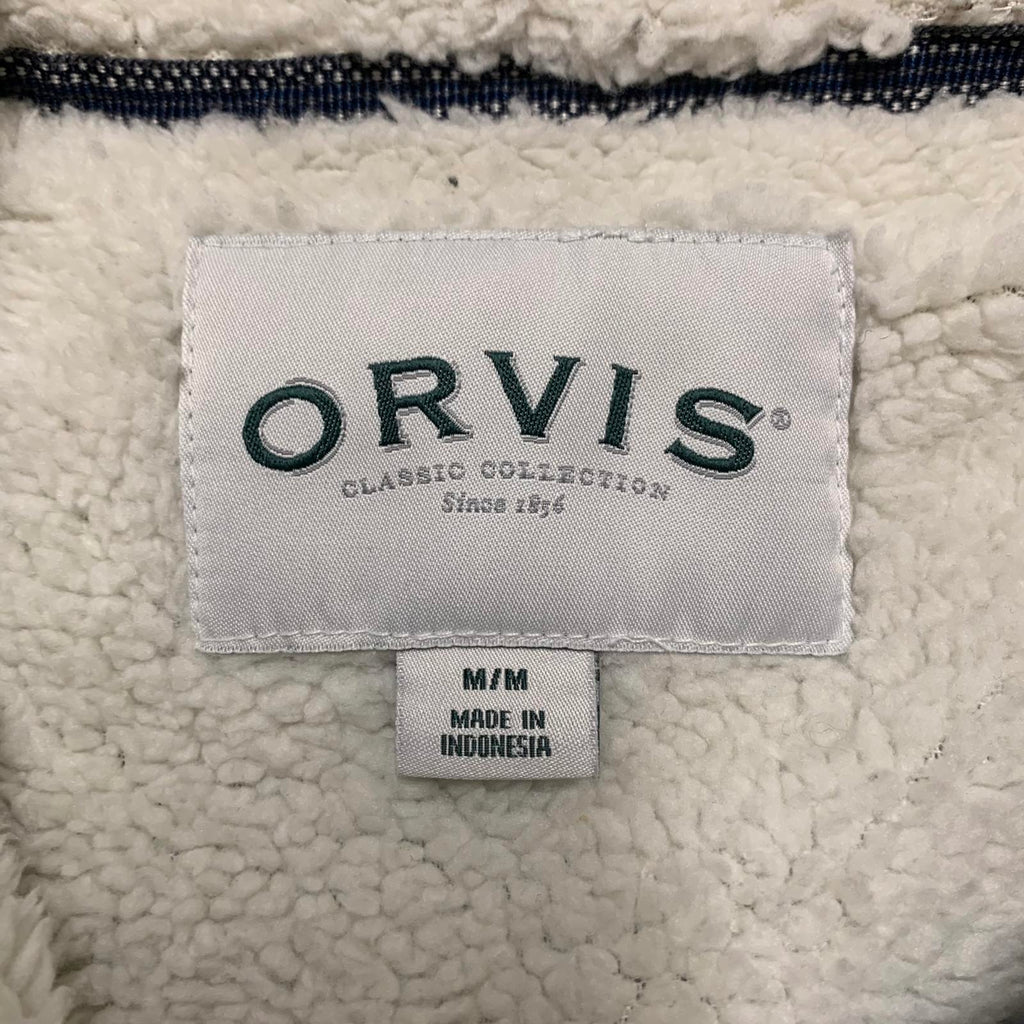 ORVIS®
CLASSIC COLLECTION
Since 1856
M/M
MADE IN
INDONESIA